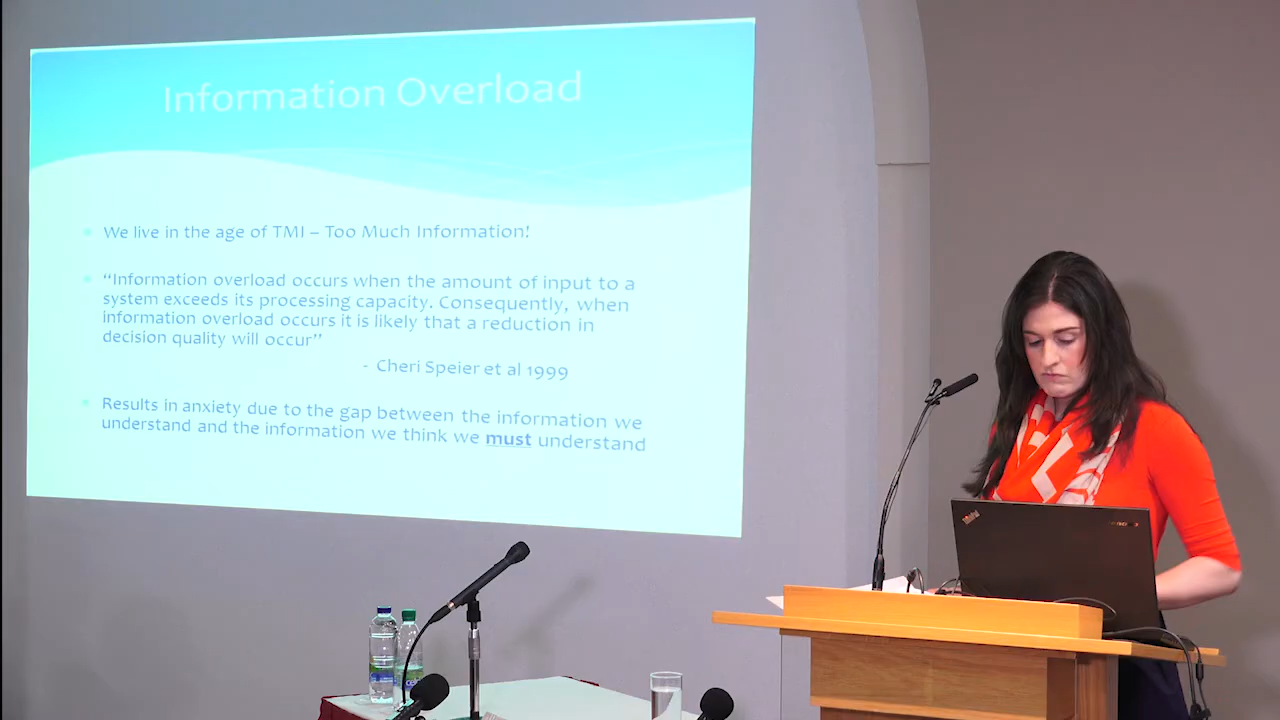 Information Overload
We live in the age of TMI – Too Much Information!
“Information overload occurs when the amount of input to a
system exceeds its processing capacity. Consequently, when
information overload occurs it is likely that a reduction in
decision quality will occur”
- Cheri Speier et al 1999
Results in anxiety due to the gap between the information we
understand and the information we think we must understand
ThinkPad